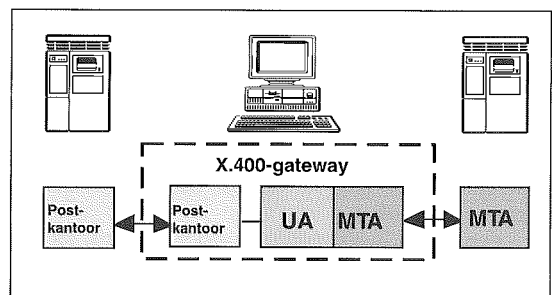 X.400-gateway
Post-
kantoor
Post-
kantoor
UA
MTA
MTA